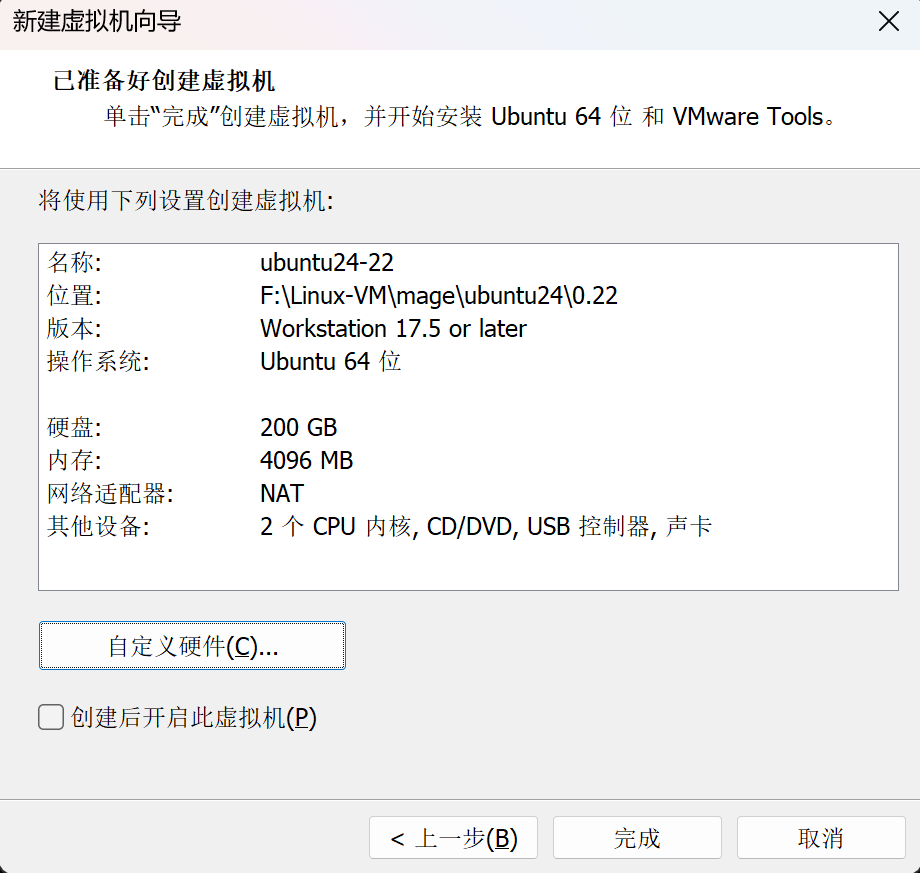 新建虚拟机向导
已准备好创建虚拟机
单击“完成”创建虚拟机，并开始安装 Ubuntu 64 位 和 VMware Tools。
将使用下列设置创建虚拟机:
名称: ubuntu24-22
位置: F:\Linux-VM\mage\ubuntu24\0.22
版本: Workstation 17.5 or later
操作系统: Ubuntu 64 位
硬盘: 200 GB
内存: 4096 MB
网络适配器: NAT
其他设备: 2 个 CPU 内核, CD/DVD, USB 控制器, 声卡
自定义硬件(C)...
创建后开启此虚拟机(P)
< 上一步(B) 完成 取消